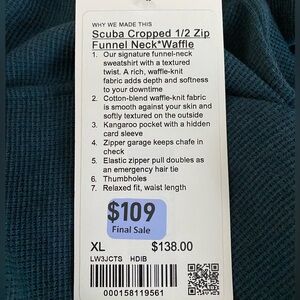 WHY WE MADE THIS
Scuba Cropped 1/2 Zip
Funnel Neck*Waffle
1. Our signature funnel-neck
sweatshirt with a textured
twist. A rich, waffle-knit
fabric adds depth and softness
to your downtime
2. Cotton-blend waffle-knit fabric
is smooth against your skin and
softly textured on the outside
3. Kangaroo pocket with a hidden
card sleeve
4. Zipper garage keeps chafe in
check
5. Elastic zipper pull doubles as
an emergency hair tie
6. Thumbholes
7. Relaxed fit, waist length
$109
Final Sale
XL $138.00
LW3JCTS HDIB
000158119561